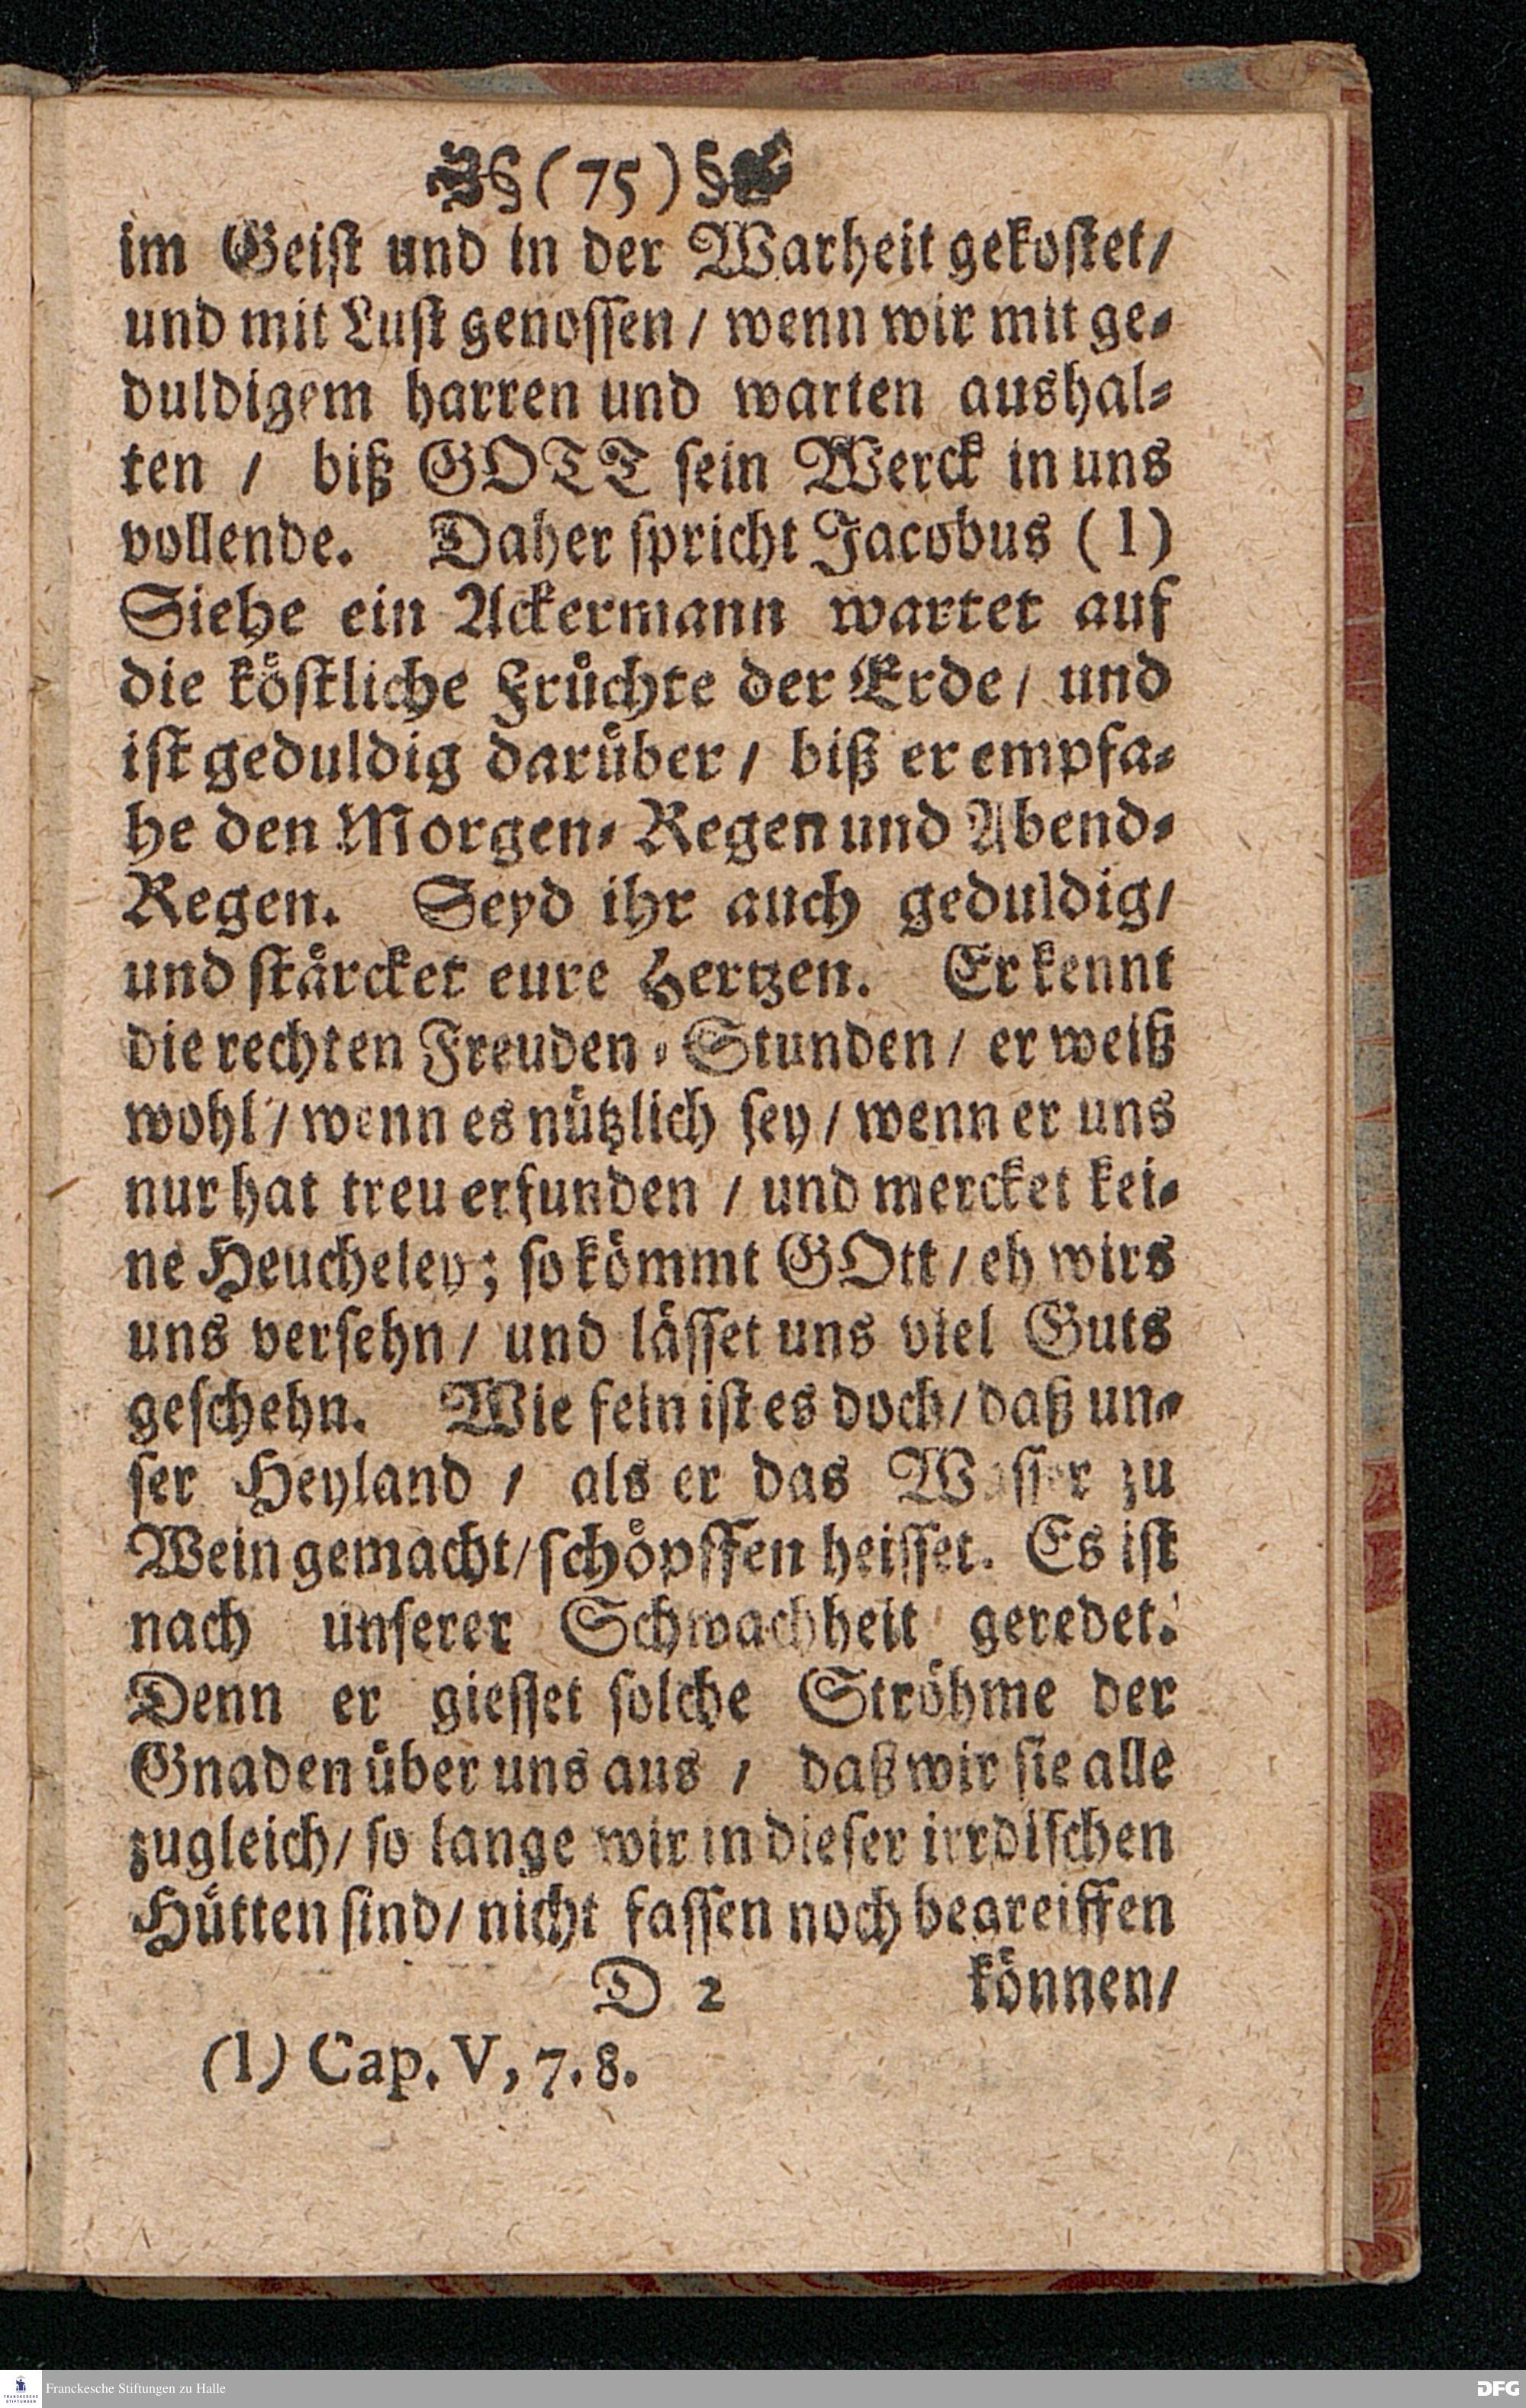 §(75)§
im Geist und in der Warheit gekostet/
und mit Lust genossen / wenn wir mit ge-
duldigem harren und warten aushal-
ten / biß GOTT sein Werck in uns
vollende. Daher spricht Jacobus (l)
Siehe ein Ackermann wartet auf
die köstliche Früchte der Erde / und
ist geduldig darüber / biß er empfa-
he den Morgen-Regen und Abend-
Regen. Seyd ihr auch geduldig/
und stärcket eure Hertzen. Er kennt
die rechten Freuden-Stunden / er weiß
wohl / wenn es nützlich sey / wenn er uns
nur hat treu erfunden / und mercket kei-
ne Heucheley; so kömmt GOtt / eh wirs
uns versehn / und lässet uns viel Guts
geschehn. Wie fein ist es doch / daß un-
ser Heyland / als er das Wasser zu
Wein gemacht/ schöpffen heisset. Es ist
nach unserer Schwachheit geredet.
Denn er giesset solche Ströhme der
Gnaden über uns aus / daß wir sie alle
zugleich/ so lange wir in dieser irrdischen
Hütten sind/ nicht fassen noch begreiffen
D 2 können/
(l) Cap. V, 7. 8.
FRANCKESCHE STIFTUNGEN
Franckesche Stiftungen zu Halle
DFG